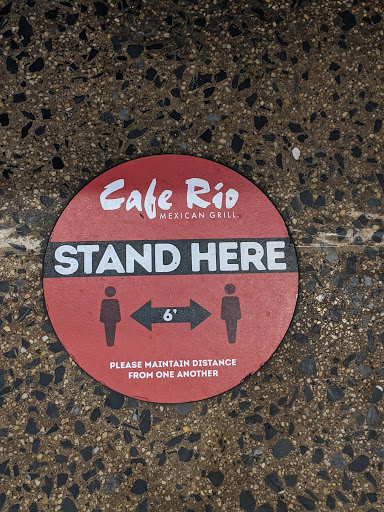 Cafe Rio
MEXICAN GRILL
STAND HERE
6'
PLEASE MAINTAIN DISTANCE
FROM ONE ANOTHER